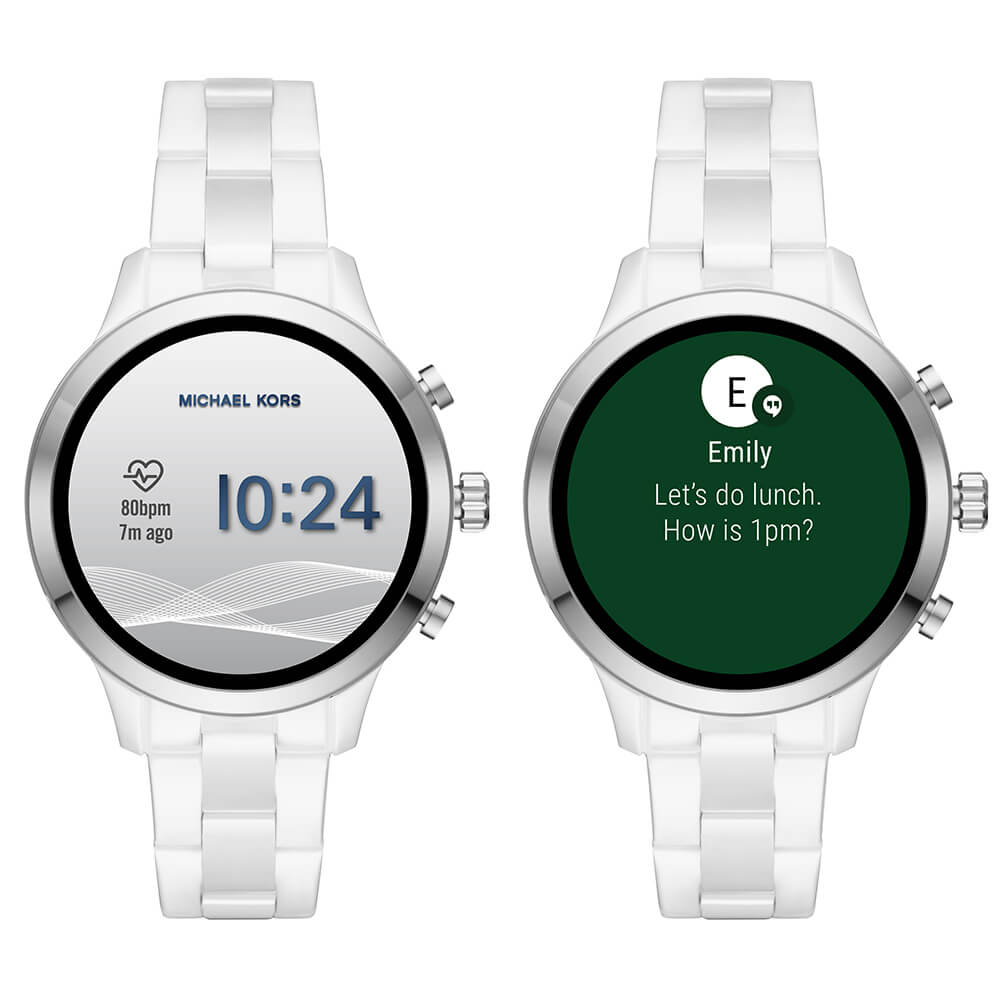 MICHAEL KORS
10:24
80bpm
7m ago
E
Emily
Let's do lunch.
How is 1pm?